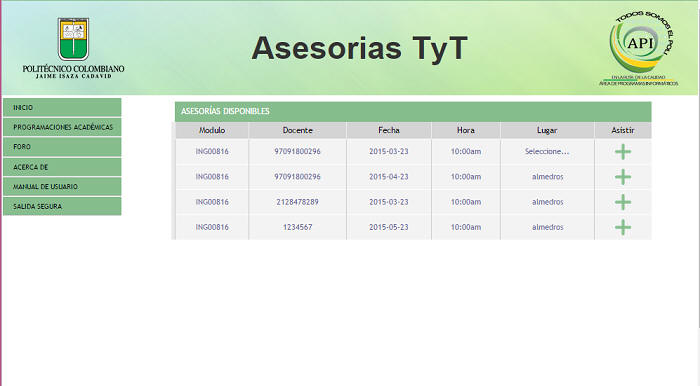 POLITÉCNICO COLOMBIANO
JAIME ISAZA CADAVID
Asesorias TyT
TODOS SOMOS EL POLI
API
EN LA RUTA DE LA CALIDAD
ÁREA DE PROGRAMAS INFORMÁTICOS
INICIO
PROGRAMACIONES ACADÉMICAS
FORO
ACERCA DE
MANUAL DE USUARIO
SALIDA SEGURA
ASESORÍAS DISPONIBLES
Modulo Docente Fecha Hora Lugar Asistir
ING00816 97091800296 2015-03-23 10:00am Seleccione...
ING00816 97091800296 2015-04-23 10:00am almedros
ING00816 2128478289 2015-03-23 10:00am almedros
ING00816 1234567 2015-05-23 10:00am almedros